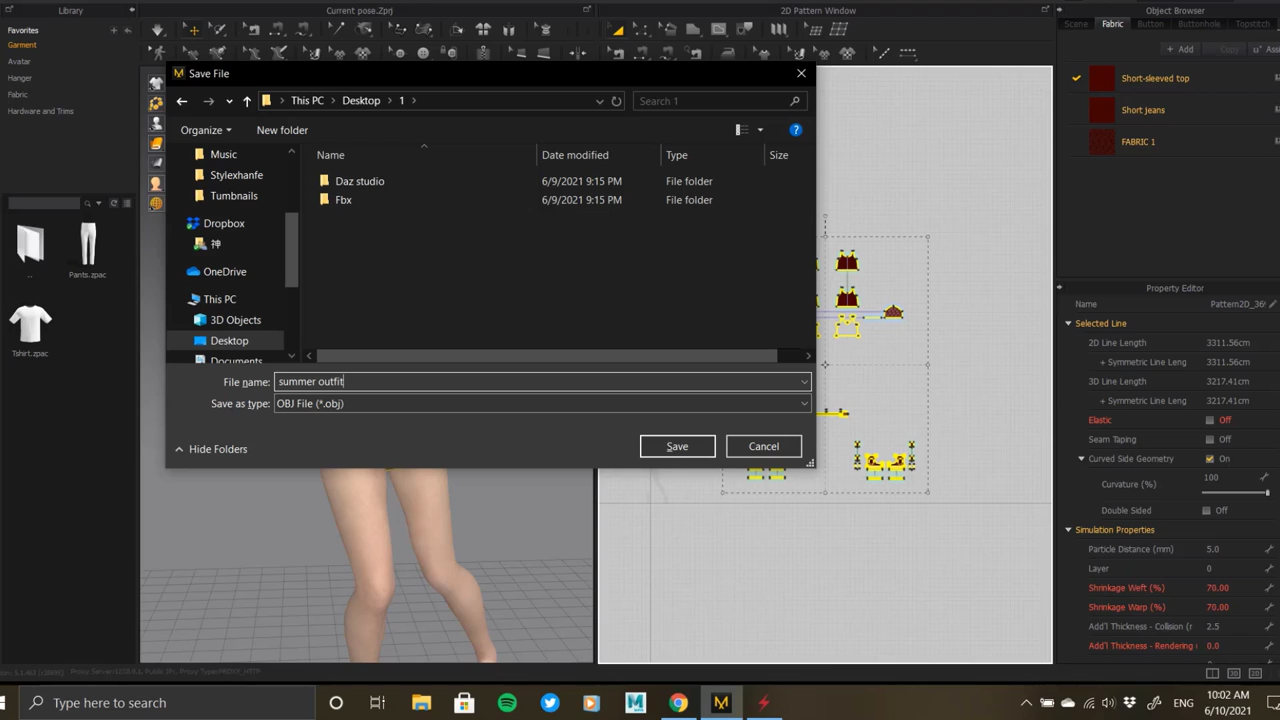 Library
Current pose.Zprj
2D Pattern Window
Object Browser
Favorites
Garment
Avatar
Hanger
Fabric
Hardware and Trims
Scene
Fabric
Button
Buttonhole
Topstitch
Add
Copy
Short-sleeved top
Short jeans
FABRIC 1
Save File
This PC
Desktop
1
Search 1
Organize
New folder
Name
Date modified
Type
Size
Music
Stylexhanfe
Tumbnails
Dropbox
神
OneDrive
This PC
3D Objects
Desktop
Documents
Daz studio
6/9/2021 9:15 PM
File folder
Fbx
6/9/2021 9:15 PM
File folder
File name:
summer outfit
Save as type:
OBJ File (*.obj)
Hide Folders
Save
Cancel
..
Pants.zpac
Tshirt.zpac
Property Editor
Name
Selected Line
2D Line Length
3311.56cm
+ Symmetric Line Leng
3311.56cm
3D Line Length
3217.41cm
+ Symmetric Line Leng
3217.41cm
Elastic
Off
Seam Taping
Off
Curved Side Geometry
On
Curvature (%)
100
Double Sided
Off
Simulation Properties
Particle Distance (mm)
5.0
Layer
0
Shrinkage Weft (%)
70.00
Shrinkage Warp (%)
70.00
Add'l Thickness - Collision (r
2.5
Add'l Thickness - Rendering
0.0
Type here to search
ENG
10:02 AM
6/10/2021